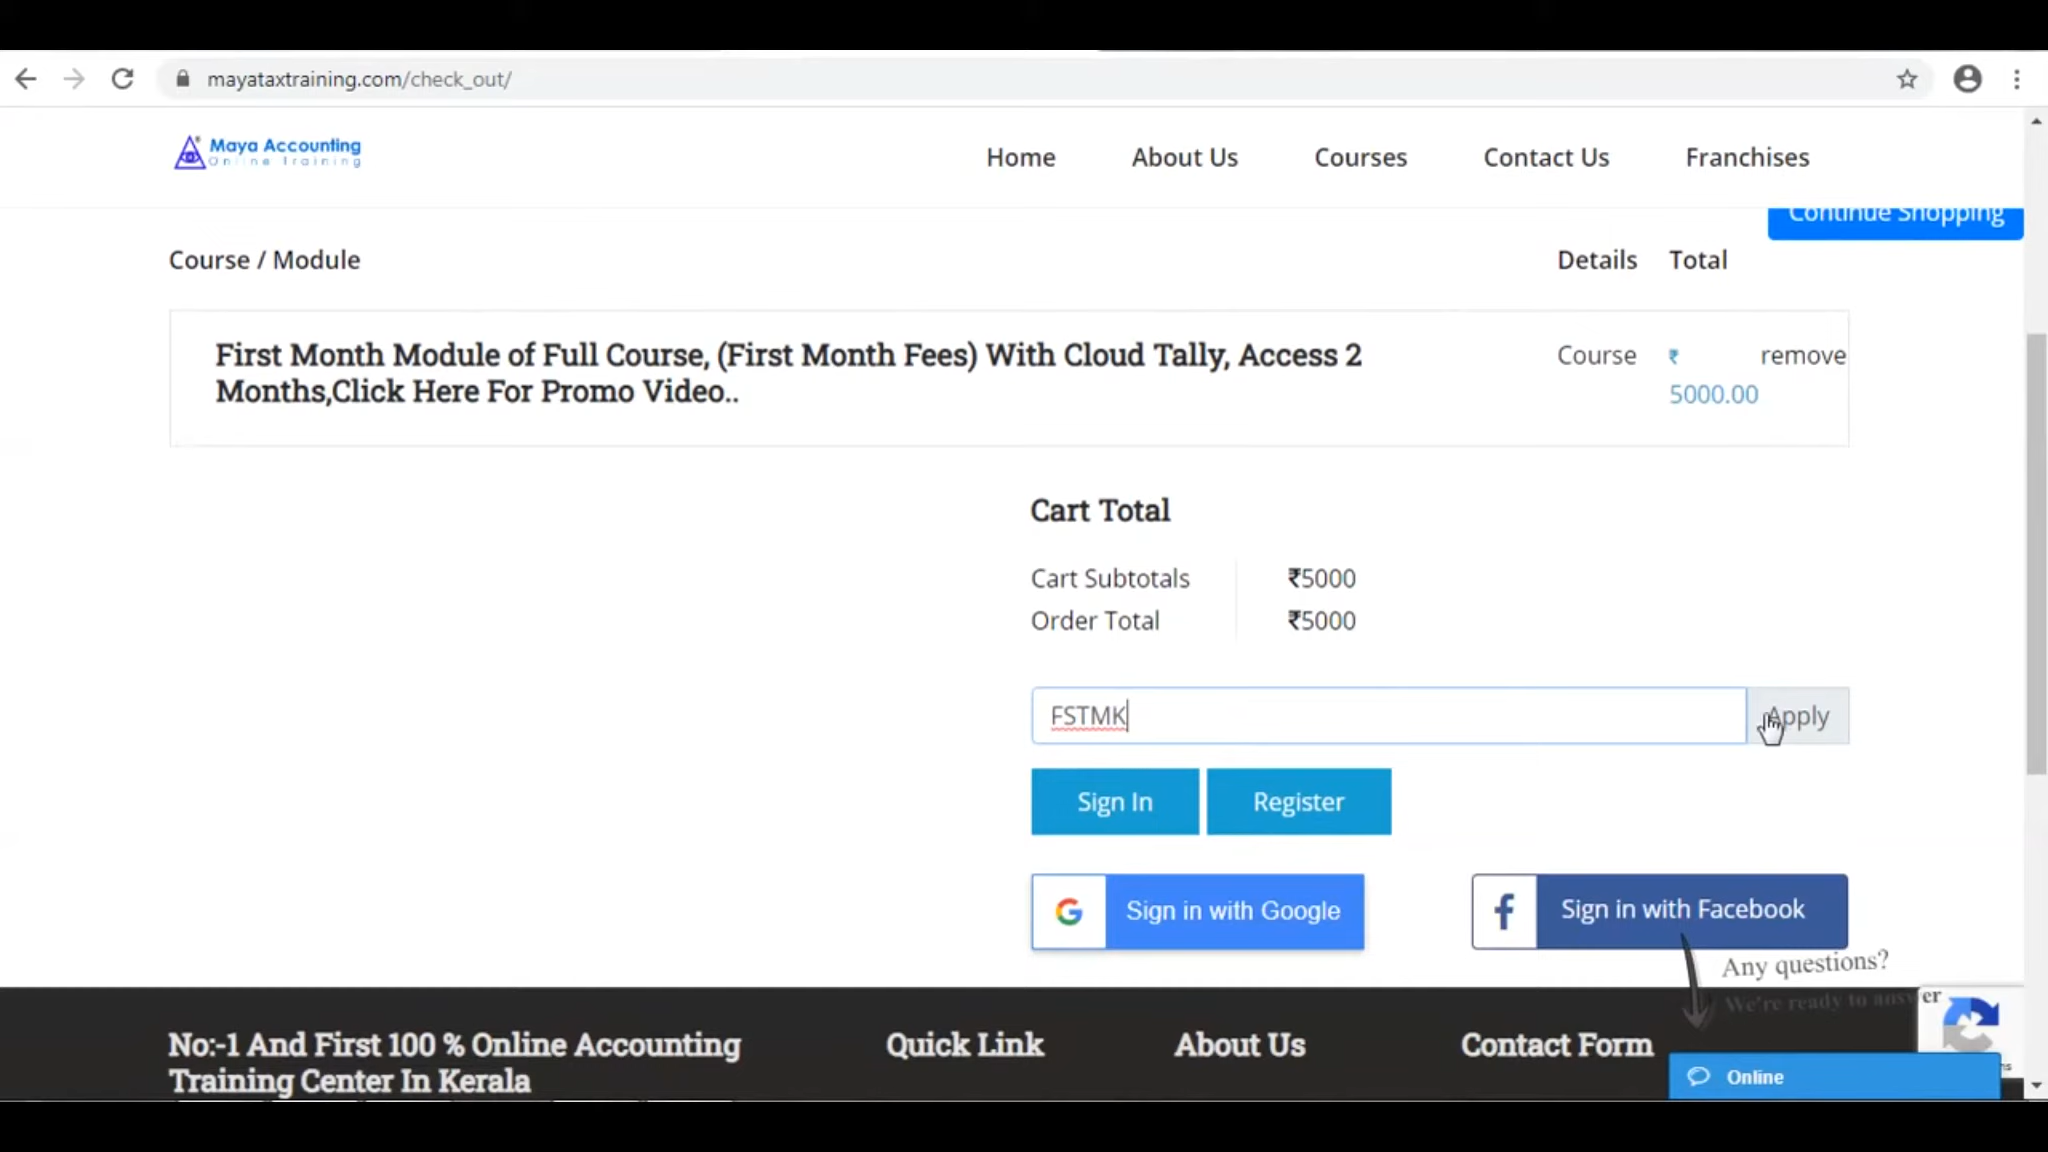 mayataxtraining.com/check_out/
Maya Accounting
Online Training
Home
About Us
Courses
Contact Us
Franchises
Continue Shopping
Course / Module
Details
Total
First Month Module of Full Course, (First Month Fees) With Cloud Tally, Access 2
Months,Click Here For Promo Video..
Course
₹
5000.00
remove
Cart Total
Cart Subtotals
₹5000
Order Total
₹5000
FSTMK
Apply
Sign In
Register
G
Sign in with Google
f
Sign in with Facebook
Any questions?
We're ready to answer
No:-1 And First 100 % Online Accounting
Training Center In Kerala
Quick Link
About Us
Contact Form
Online